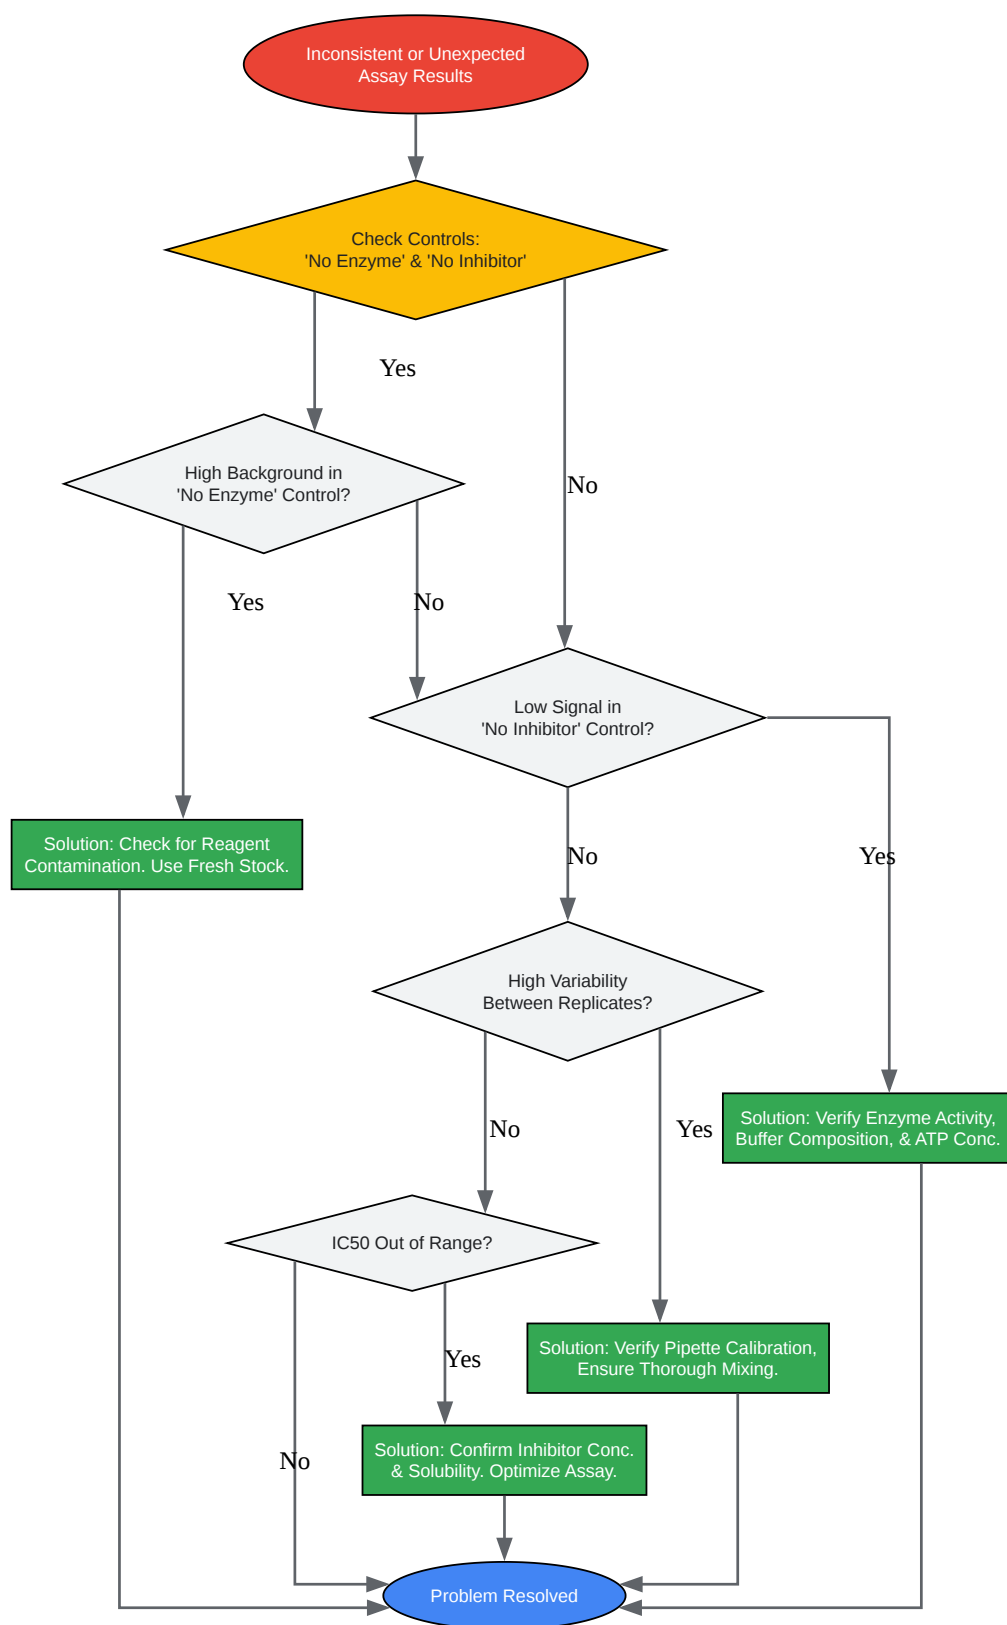 Inconsistent or Unexpected
Assay Results
Check Controls:
'No Enzyme' & 'No Inhibitor'
Yes
High Background in
'No Enzyme' Control?
No
Yes
No
Low Signal in
'No Inhibitor' Control?
Solution: Check for Reagent
Contamination. Use Fresh Stock.
No
Yes
High Variability
Between Replicates?
Solution: Verify Enzyme Activity,
Buffer Composition, & ATP Conc.
No
Yes
IC50 Out of Range?
Solution: Verify Pipette Calibration,
Ensure Thorough Mixing.
Yes
No
Solution: Confirm Inhibitor Conc.
& Solubility. Optimize Assay.
Problem Resolved